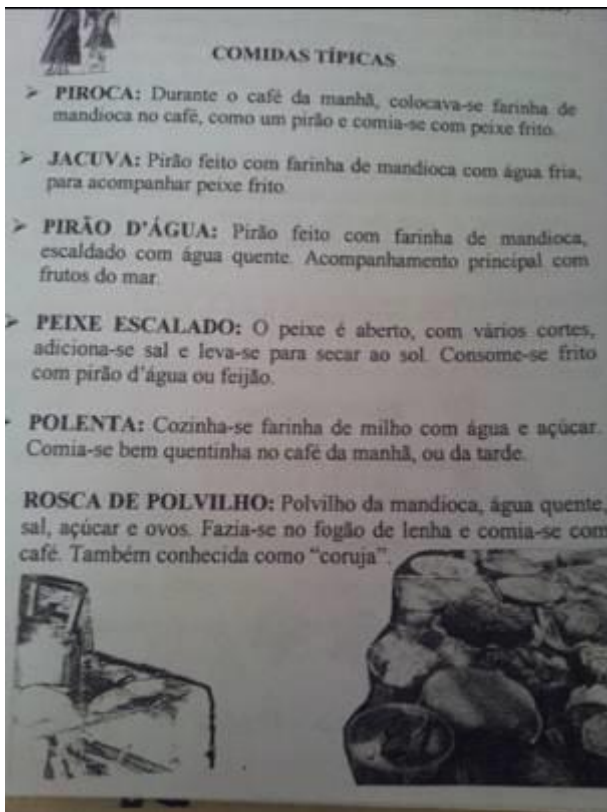 COMIDAS TÍPICAS
➢ PIROCA: Durante o café da manhã, colocava-se farinha de
mandioca no café, como um pirão e comia-se com peixe frito.
➢ JACUVA: Pirão feito com farinha de mandioca com água fria,
para acompanhar peixe frito.
➢ PIRÃO D'ÁGUA: Pirão feito com farinha de mandioca,
escaldado com água quente. Acompanhamento principal com
frutos do mar.
➢ PEIXE ESCALADO: O peixe é aberto, com vários cortes,
adiciona-se sal e leva-se para secar ao sol. Consome-se frito
com pirão d'água ou feijão.
POLENTA: Cozinha-se farinha de milho com água e açúcar.
Comia-se bem quentinha no café da manhã, ou da tarde.
ROSCA DE POLVILHO: Polvilho da mandioca, água quente,
sal, açúcar e ovos. Fazia-se no fogão de lenha e comia-se com
café. Também conhecida como “coruja”.